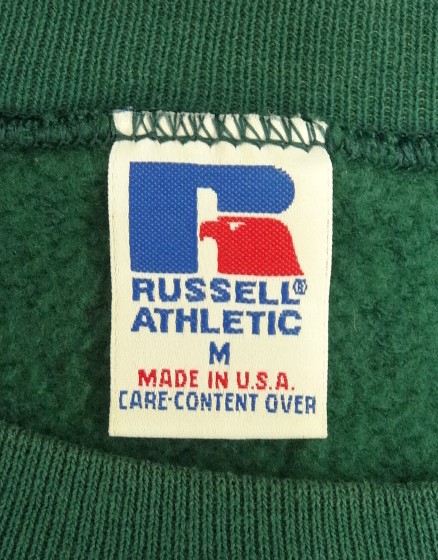 RUSSELL®
ATHLETIC
M
MADE IN U.S.A.
CARE-CONTENT OVER